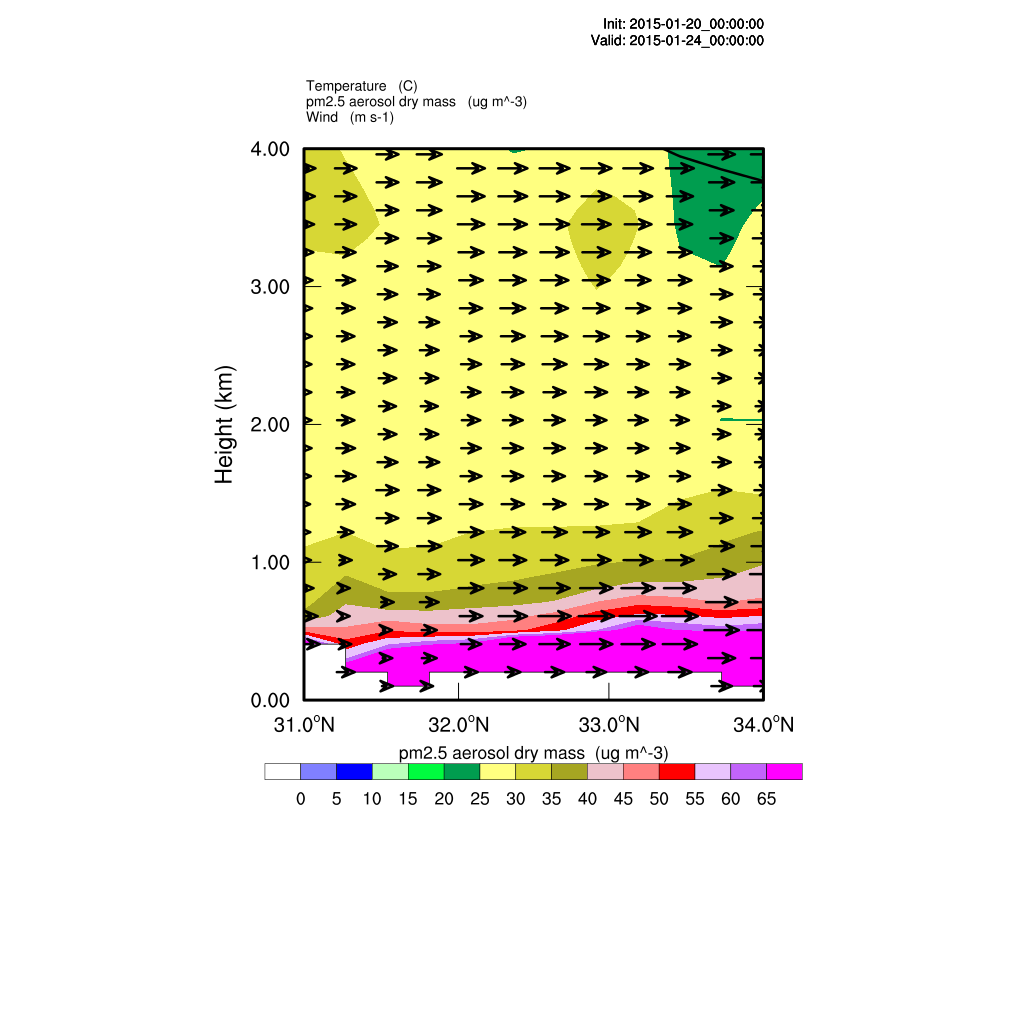 Init: 2015-01-20_00:00:00
Valid: 2015-01-24_00:00:00
Temperature (C)
pm2.5 aerosol dry mass (ug m^-3)
Wind (m s-1)
4.00
3.00
2.00
1.00
0.00
Height (km)
31.0°N 32.0°N 33.0°N 34.0°N
pm2.5 aerosol dry mass (ug m^-3)
0 5 10 15 20 25 30 35 40 45 50 55 60 65